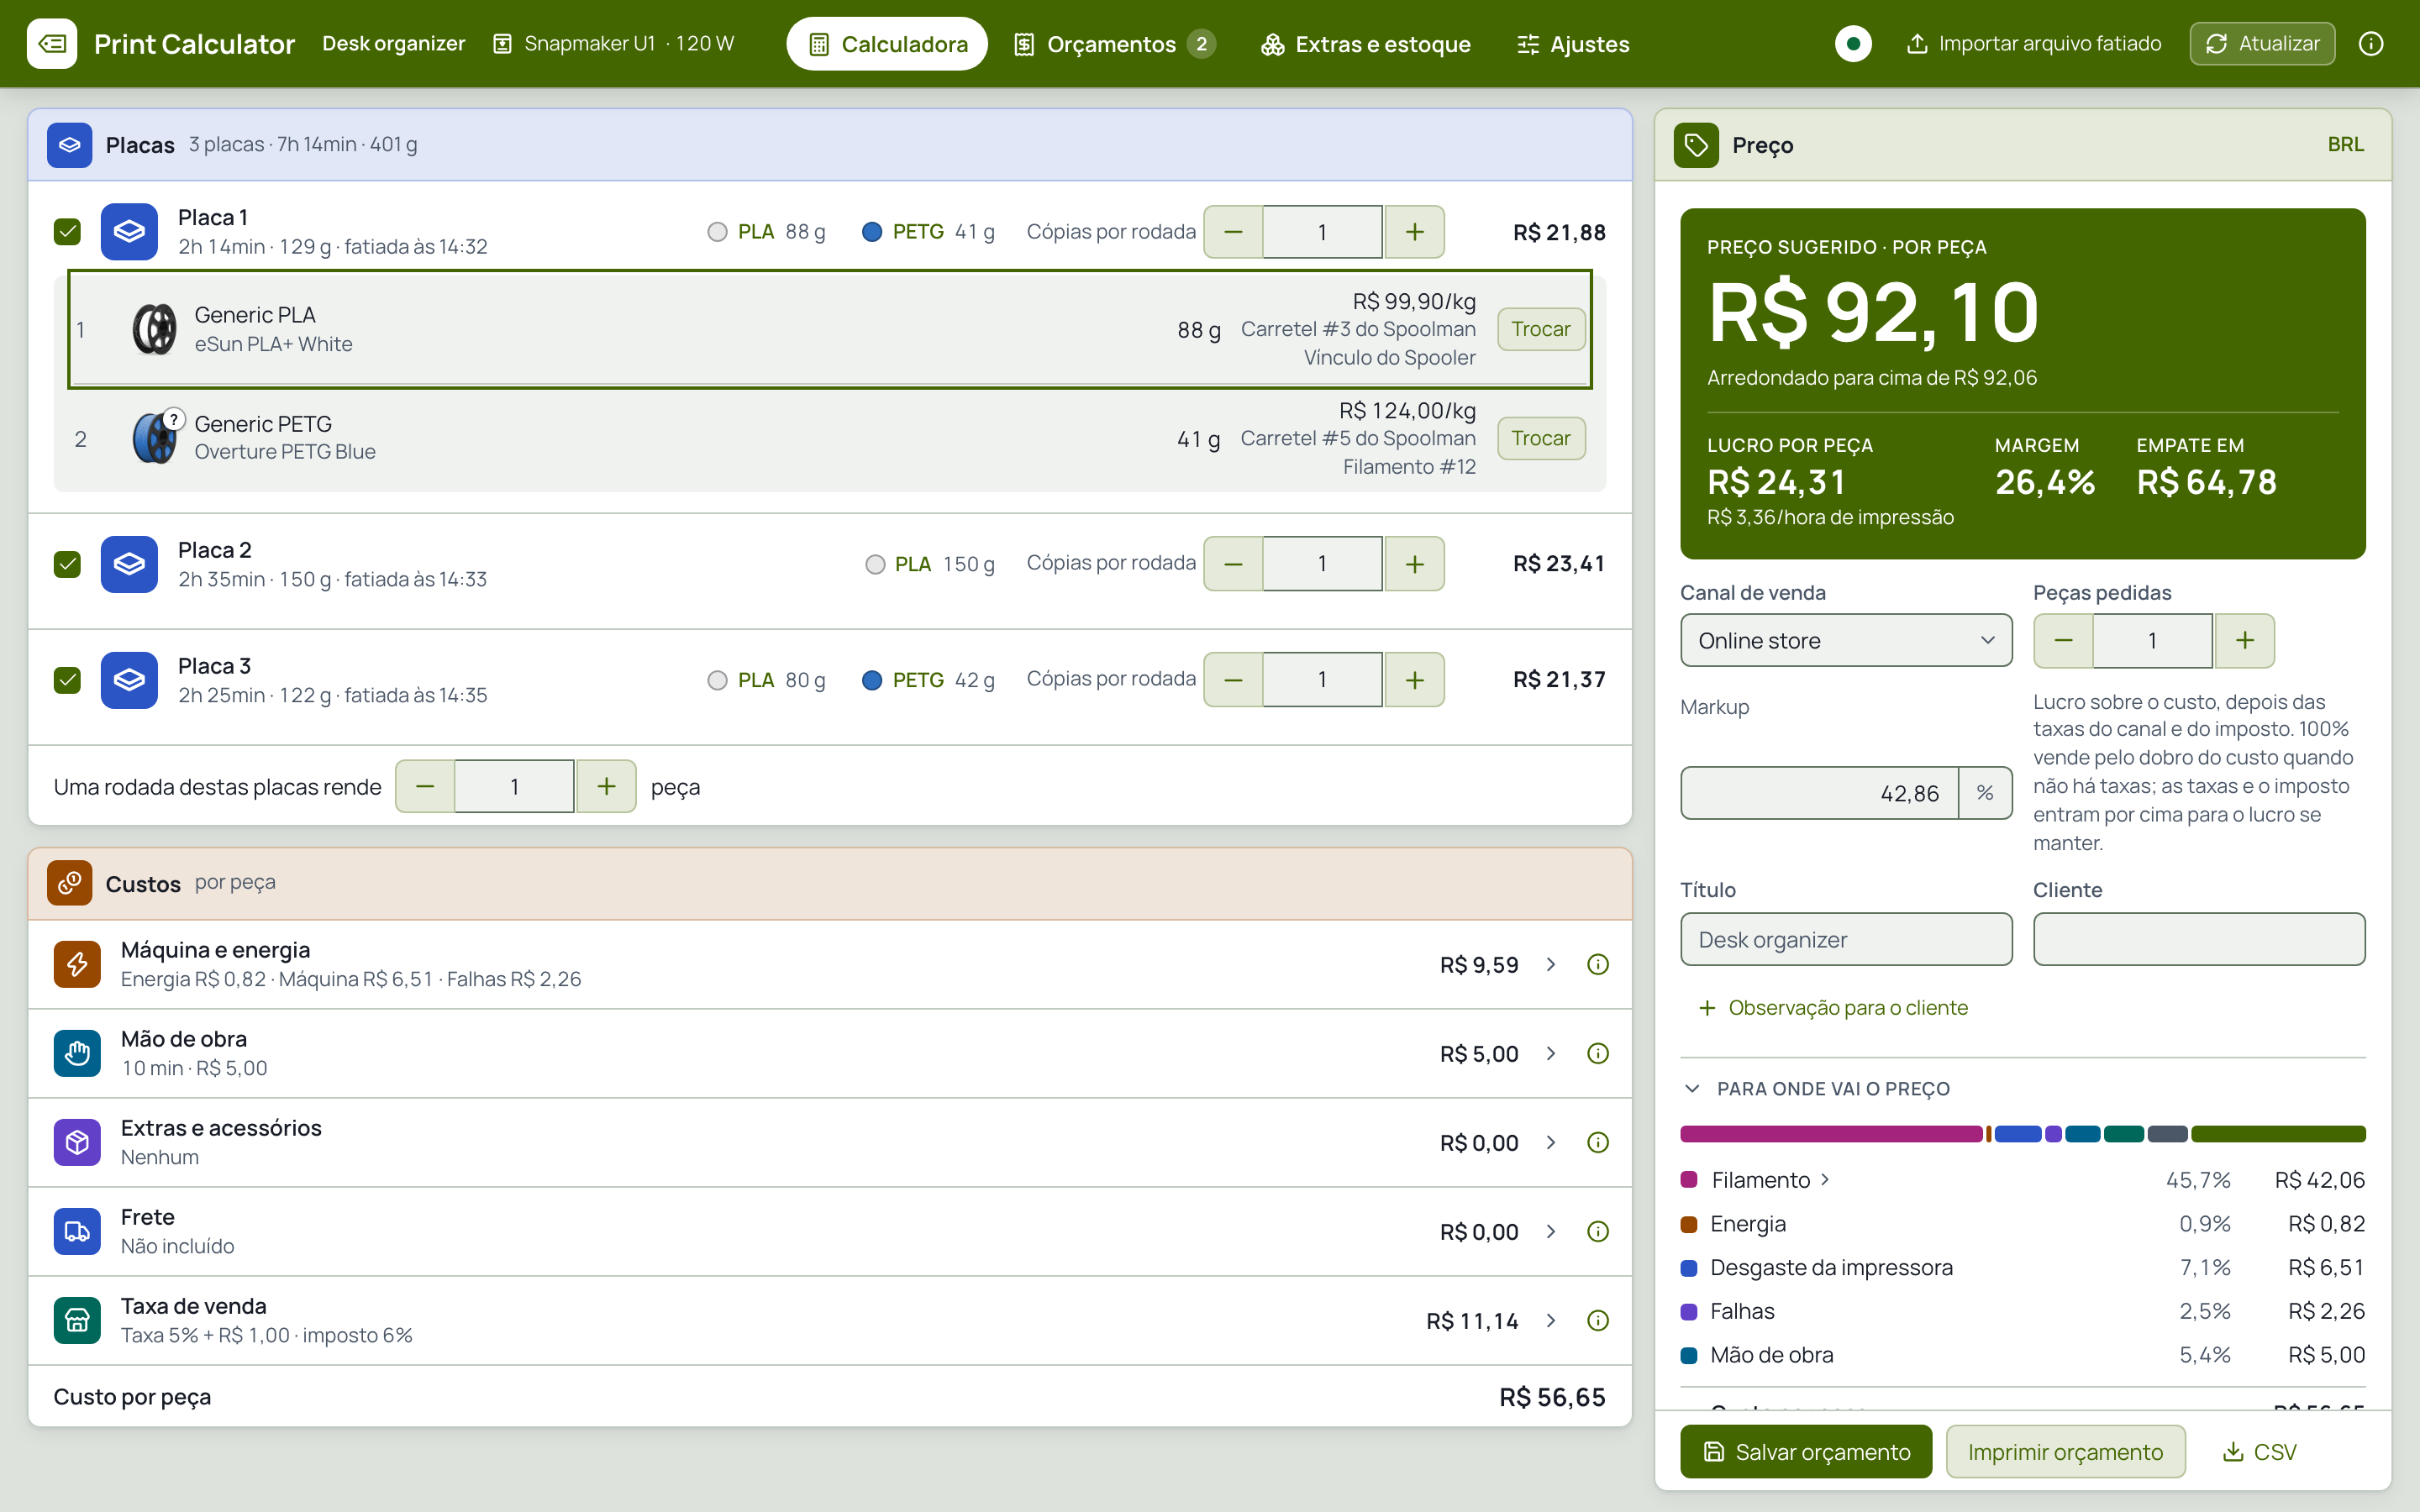 Print Calculator
Desk organizer
Snapmaker U1 · 120 W
Calculadora
Orçamentos 2
Extras e estoque
Ajustes
Importar arquivo fatiado
Atualizar
Placas 3 placas · 7h 14min · 401 g
Placa 1
2h 14min · 129 g · fatiada às 14:32
PLA 88 g
PETG 41 g
Cópias por rodada
1
R$ 21,88
1
Generic PLA
eSun PLA+ White
88 g
R$ 99,90/kg
Carretel #3 do Spoolman
Vínculo do Spooler
Trocar
2
?
Generic PETG
Overture PETG Blue
41 g
R$ 124,00/kg
Carretel #5 do Spoolman
Filamento #12
Trocar
Placa 2
2h 35min · 150 g · fatiada às 14:33
PLA 150 g
Cópias por rodada
1
R$ 23,41
Placa 3
2h 25min · 122 g · fatiada às 14:35
PLA 80 g
PETG 42 g
Cópias por rodada
1
R$ 21,37
Uma rodada destas placas rende 1 peça
Custos por peça
Máquina e energia
Energia R$ 0,82 · Máquina R$ 6,51 · Falhas R$ 2,26
R$ 9,59
Mão de obra
10 min · R$ 5,00
R$ 5,00
Extras e acessórios
Nenhum
R$ 0,00
Frete
Não incluído
R$ 0,00
Taxa de venda
Taxa 5% + R$ 1,00 · imposto 6%
R$ 11,14
Custo por peça
R$ 56,65
Preço
BRL
PREÇO SUGERIDO · POR PEÇA
R$ 92,10
Arredondado para cima de R$ 92,06
LUCRO POR PEÇA
R$ 24,31
R$ 3,36/hora de impressão
MARGEM
26,4%
EMPATE EM
R$ 64,78
Canal de venda
Online store
Peças pedidas
1
Markup
42,86 %
Lucro sobre o custo, depois das
taxas do canal e do imposto. 100%
vende pelo dobro do custo quando
não há taxas; as taxas e o imposto
entram por cima para o lucro se
manter.
Título
Desk organizer
Cliente
Observação para o cliente
PARA ONDE VAI O PREÇO
Filamento 45,7% R$ 42,06
Energia 0,9% R$ 0,82
Desgaste da impressora 7,1% R$ 6,51
Falhas 2,5% R$ 2,26
Mão de obra 5,4% R$ 5,00
Salvar orçamento
Imprimir orçamento
CSV